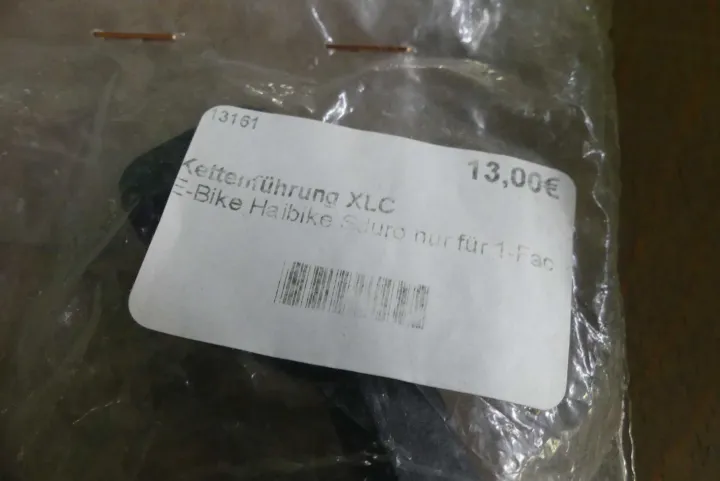 13161
13,00€
Kettenführung XLC
E-Bike Haibike Sduro nur für 1-Fac